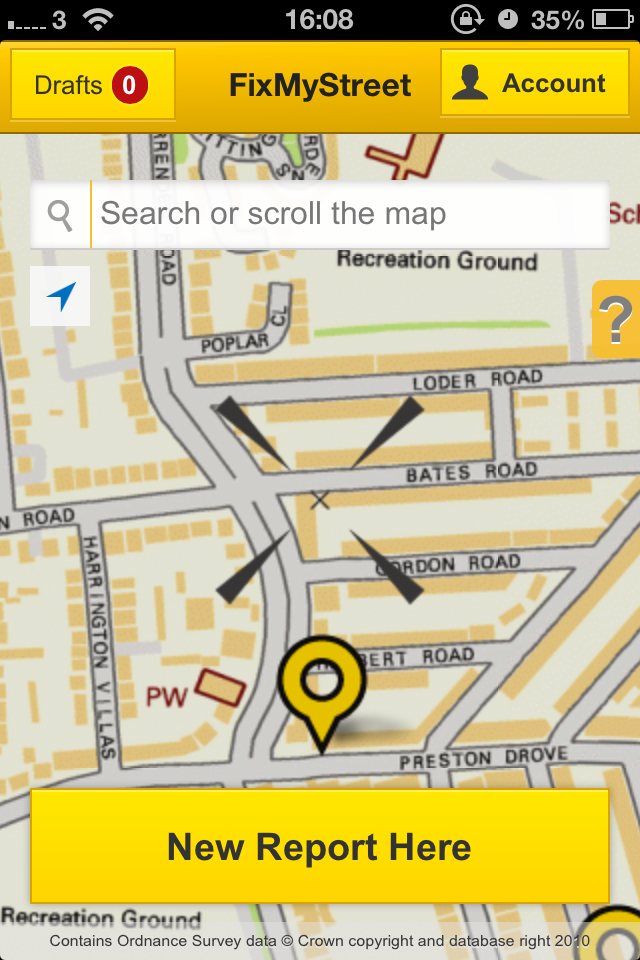 3 16:08 35%
Drafts 0 FixMyStreet Account
Search or scroll the map
Recreation Ground
?
POPLAR CL
LODER ROAD
BATES ROAD
ROAD
HARRINGTON VILLAS
GORDON ROAD
ROAD
PW
PRESTON DROVE
New Report Here
Recreation Ground
Contains Ordnance Survey data © Crown copyright and database right 2010